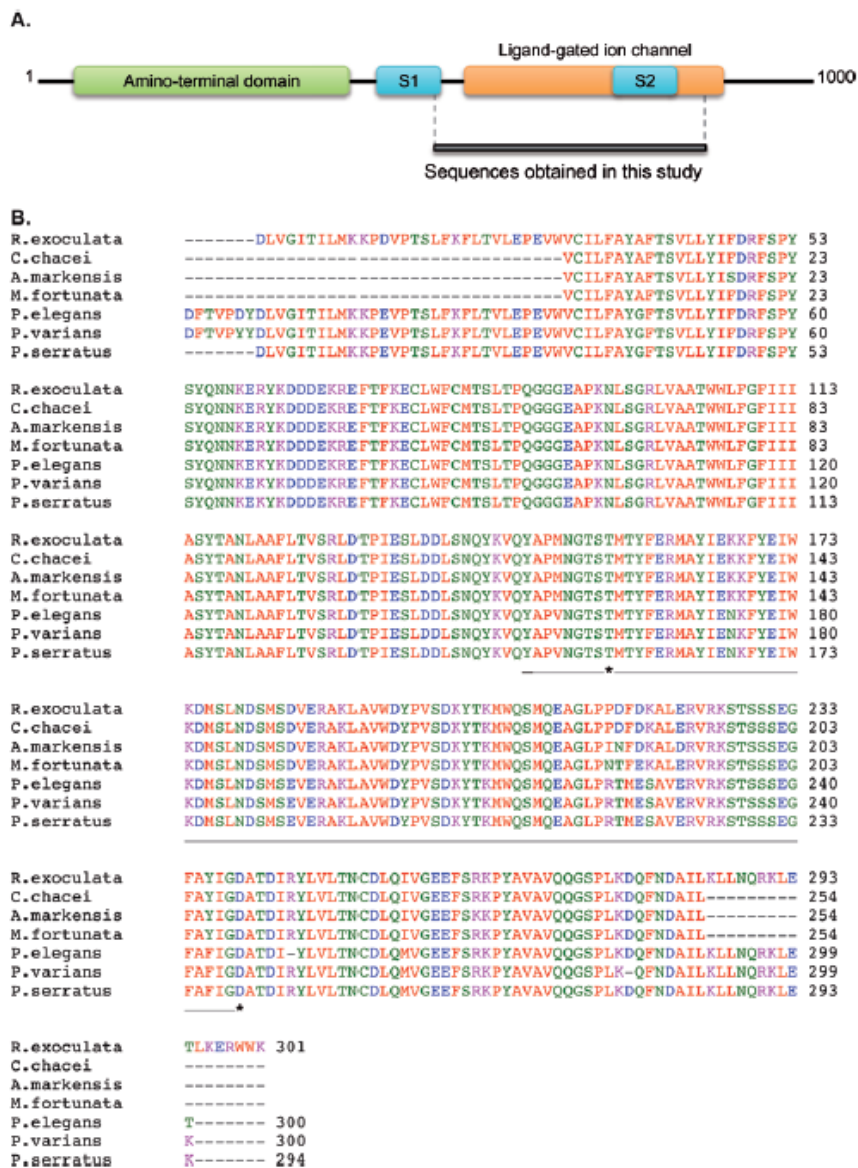 A.
Ligand-gated ion channel
1
Amino-terminal domain
S1
S2
1000
Sequences obtained in this study
B.
R.exoculata -------DLVGITILMKKPDVPTSLFKFLTVLEPEVWVCILFAYAFTSVLLYIFDRFSPY 53
C.chacei -------------------------------------VCILFAYAFTSVLLYIFDRFSPY 23
A.markensis -------------------------------------VCILFAYAFTSVLLYISDRFSPY 23
M.fortunata -------------------------------------VCILFAYAFTSVLLYIFDRFSPY 23
P.elegans DFTVPDYDLVGITILMKKPEVPTSLFKFLTVLEPEVWVCILFAYGFTSVLLYIFDRFSPY 60
P.varians DFTVPYYDLVGITILMKKPEVPTSLFKFLTVLEPEVWVCILFAYGFTSVLLYIFDRFSPY 60
P.serratus -------DLVGITILMKKPEVPTSLFKFLTVLEPEVWVCILFAYAFTSVLLYIFDRFSPY 53
R.exoculata SYQNNKERYKDDDEKREFTFKECLWFCMTSLTPQGGGEAPKNLSGRLVAATWWLFGFIII 113
C.chacei SYQNNKERYKDDDEKREFTFKECLWFCMTSLTPQGGGEAPKNLSGRLVAATWWLFGFIII 83
A.markensis SYQNNKERYKDDDEKREFTFKECLWFCMTSLTPQGGGEAPKNLSGRLVAATWWLFGFIII 83
M.fortunata SYQNNKEKYKDDDEKREFTFKECLWFCMTSLTPQGGGEAPKNLSGRLVAATWWLFGFIII 83
P.elegans SYQNNKERYKDDDEKREFTFKECLWFCMTSLTPQGGGEAPKNLSGRLVAATWWLFGFIII 120
P.varians SYQNNKERYKDDDEKREFTFKECLWFCMTSLTPQGGGEAPKNLSGRLVAATWWLFGFIII 120
P.serratus SYQNNKERYKDDDEKREFTFKECLWFCMTSLTPQGGGEAPKNLSGRLVAATWWLFGFIII 113
R.exoculata ASYTANLAAFLTVSRLDTPIESLDDLSNQYKVQYAPMNGTSTMTYFERMAYIEKKFYEIW 173
C.chacei ASYTANLAAFLTVSRLDTPIESLDDLSNQYKVQYAPMNGTSTMTYFERMAYIEKKFYEIW 143
A.markensis ASYTANLAAFLTVSRLDTPIESLDDLSNQYKVQYAPMNGTSTMTYFERMAYIEKKFYEIW 143
M.fortunata ASYTANLAAFLTVSRLDTPIESLDDLSNQYKVQYAPMNGTSTMTYFERMAYIEKKFYEIW 143
P.elegans ASYTANLAAFLTVSRLDTPIESLDDLSNQYKVQYAPVNGTSTMTYFERMAYIENKFYEIW 180
P.varians ASYTANLAAFLTVSRLDTPIESLDDLSNQYKVQYAPVNGTSTMTYFERMAYIENKFYEIW 180
P.serratus ASYTANLAAFLTVSRLDTPIESLDDLSNQYKVQYAPVNGTSTMTYFERMAYIEKKFYEIW 173
*
R.exoculata KDMSLNDSMSDVERAKLAVWDYPVSDKYTKMWQSMQEAGLPPDFDKALERVRKSTSSSEG 233
C.chacei KDMSLNDSMSEVERAKLAVWDYPVSDKYTKMWQSMQEAGLPPDFDKALERVRKSTSSSEG 203
A.markensis KDMSLNDSMSDVERAKLAVWDYPVSDKYTKMWQSMQEAGLPINFDKALDRVRKSTSSSEG 203
M.fortunata KDMSLNDSMSDVERAKLAVWDYPVSDKYTKMWQSMQEAGLPNTFEKALERVRKSTSSSEG 203
P.elegans KDMSLNDSMSEVERAKLAVWDYPVSDKYTKMWQSMQEAGLPRTMESAVERVRKSTSSSEG 240
P.varians KDMSLNDSMSEVERAKLAVWDYPVSDKYTKMWQSMQEAGLPRTMESAVERVRKSTSSSEG 240
P.serratus KDMSLNDSMSEVERAKLAVWDYPVSDKYTKMWQSMQEAGLPRTMESAVERVRKSTSSSEG 233
R.exoculata FAYIGDATDIRYLVLTNCDLQIVGEEFSRKPYAVAVQQGSPLKDQFNDAILKLLNQRKLE 293
C.chacei FAYIGDATDIRYLVLTNCDLQIVGEEFSRKPYAVAVQQGSPLKDQFNDAIL--------- 254
A.markensis FAYIGDATDIRYLVLTNCDLQIVGEEFSRKPYAVAVQQGSPLKDQFNDAIL--------- 254
M.fortunata FAYIGDATDIRYLVLTNCDLQIVGEEFSRKPYAVAVQQGSPLKDQFNDAIL--------- 254
P.elegans FAFIGDATDI-YLVLTNCDLQMVGEEFSRKPYAVAVQQGSPLKDQFNDAILKLLNQRKLE 299
P.varians FAFIGDATDIRYLVLTNCDLQMVGEEFSRKPYAVAVQQGSPLK-QFNDAILKLLNQRKLE 299
P.serratus FAFIGDATDIRYLVLTNCDLQMVGEEFSRKPYAVAVQQGSPLKDQFNDAILKLLNQRKLE 293
*
R.exoculata TLKERWWK 301
C.chacei --------
A.markensis --------
M.fortunata --------
P.elegans T------- 300
P.varians K------- 300
P.serratus K------- 294